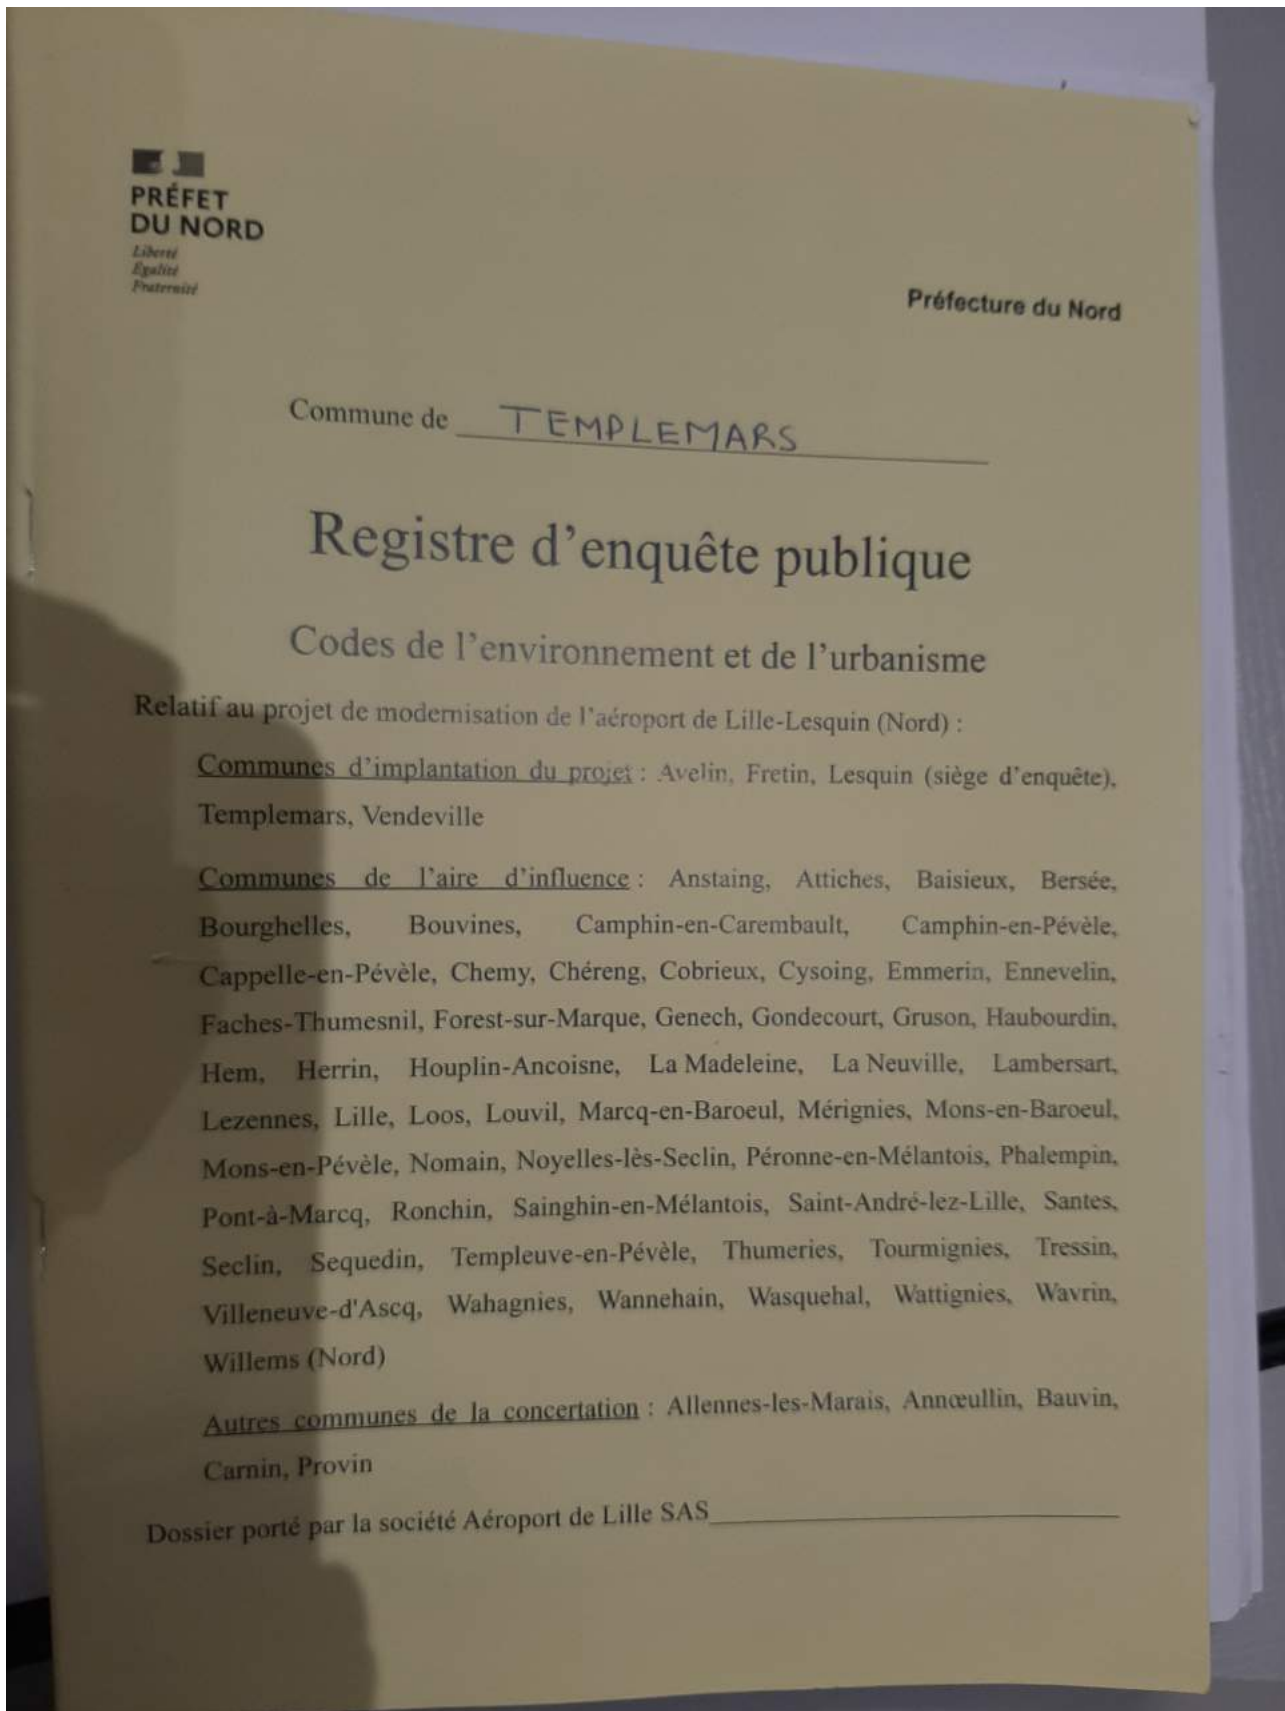 PRÉFET
DU NORD
Liberté
Égalité
Fraternité
Préfecture du Nord
Commune de TEMPLEMARS
Registre d'enquête publique
Codes de l'environnement et de l'urbanisme
Relatif au projet de modernisation de l'aéroport de Lille-Lesquin (Nord) :
Communes d'implantation du projet : Avelin, Fretin, Lesquin (siège d'enquête),
Templemars, Vendeville
Communes de l'aire d'influence : Anstaing, Attiches, Baisieux, Bersée,
Bourghelles, Bouvines, Camphin-en-Carembault, Camphin-en-Pévèle,
Cappelle-en-Pévèle, Chemy, Chéreng, Cobrieux, Cysoing, Emmerin, Ennevelin,
Faches-Thumesnil, Forest-sur-Marque, Genech, Gondecourt, Gruson, Haubourdin,
Hem, Herrin, Houplin-Ancoisne, La Madeleine, La Neuville, Lambersart,
Lezennes, Lille, Loos, Louvil, Marcq-en-Baroeul, Mérignies, Mons-en-Baroeul,
Mons-en-Pévèle, Nomain, Noyelles-lès-Seclin, Péronne-en-Mélantois, Phalempin,
Pont-à-Marcq, Ronchin, Sainghin-en-Mélantois, Saint-André-lez-Lille, Santes,
Seclin, Sequedin, Templeuve-en-Pévèle, Thumeries, Tourmignies, Tressin,
Villeneuve-d'Ascq, Wahagnies, Wannehain, Wasquehal, Wattignies, Wavrin,
Willems (Nord)
Autres communes de la concertation : Allennes-les-Marais, Annœullin, Bauvin,
Carnin, Provin
Dossier porté par la société Aéroport de Lille SAS